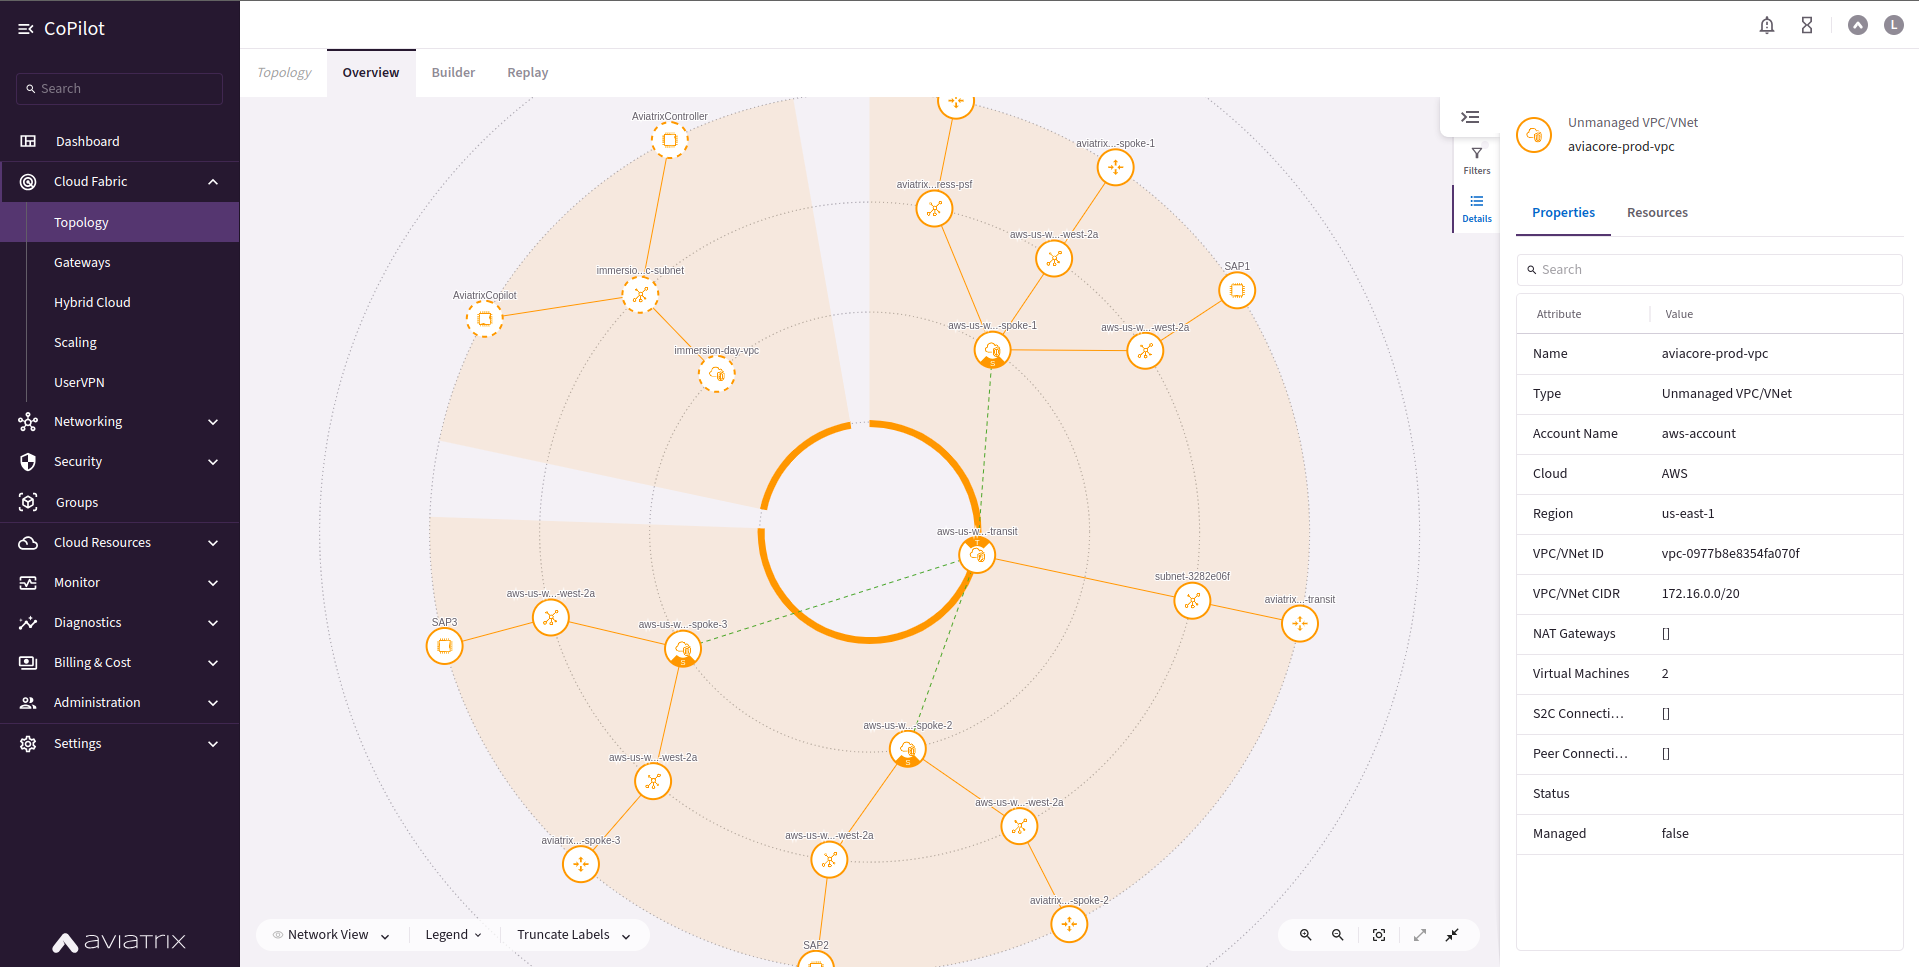 CoPilot
Search
Dashboard
Cloud Fabric
Topology
Gateways
Hybrid Cloud
Scaling
UserVPN
Networking
Security
Groups
Cloud Resources
Monitor
Diagnostics
Billing & Cost
Administration
Settings
aviatrix
L
Topology
Overview
Builder
Replay
AviatrixController
aviatrix...-spoke-1
aviatrix...ress-psf
aws-us-w...-west-2a
immersio...c-subnet
SAP1
AviatrixCopilot
aws-us-w...-spoke-1
aws-us-w...-west-2a
immersion-day-vpc
S
aws-us-w...-transit
T
subnet-3282e06f
aws-us-w...-west-2a
aviatrix...-transit
SAP3
aws-us-w...-spoke-3
S
aws-us-w...-spoke-2
aws-us-w...-west-2a
S
aws-us-w...-west-2a
aws-us-w...-west-2a
aviatrix...-spoke-3
aviatrix...-spoke-2
SAP2
Network View
Legend
Truncate Labels
Filters
Details
Unmanaged VPC/VNet
aviacore-prod-vpc
Properties
Resources
Search
Attribute Value
Name aviacore-prod-vpc
Type Unmanaged VPC/VNet
Account Name aws-account
Cloud AWS
Region us-east-1
VPC/VNet ID vpc-0977b8e8354fa070f
VPC/VNet CIDR 172.16.0.0/20
NAT Gateways []
Virtual Machines 2
S2C Connecti... []
Peer Connecti... []
Status
Managed false